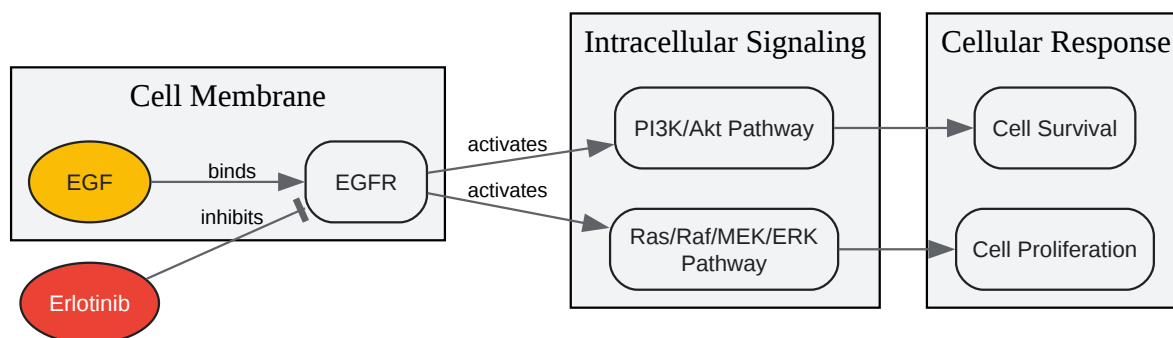 Cell Membrane
EGF
binds
EGFR
inhibits
Erlotinib
activates
activates
Intracellular Signaling
PI3K/Akt Pathway
Ras/Raf/MEK/ERK
Pathway
Cellular Response
Cell Survival
Cell Proliferation